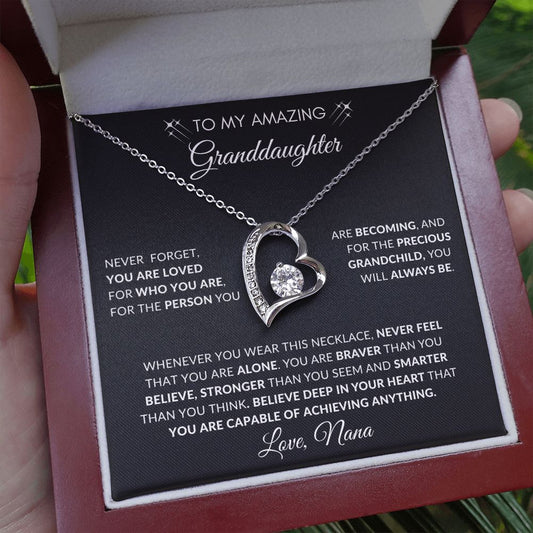 TO MY AMAZING
Granddaughter
NEVER FORGET,
YOU ARE LOVED
FOR WHO YOU ARE,
FOR THE PERSON YOU
ARE BECOMING, AND
FOR THE PRECIOUS
GRANDCHILD, YOU
WILL ALWAYS BE.
WHENEVER YOU WEAR THIS NECKLACE, NEVER FEEL
THAT YOU ARE ALONE. YOU ARE BRAVER THAN YOU
BELIEVE, STRONGER THAN YOU SEEM AND SMARTER
THAN YOU THINK. BELIEVE DEEP IN YOUR HEART THAT
YOU ARE CAPABLE OF ACHIEVING ANYTHING.
Love, Nana